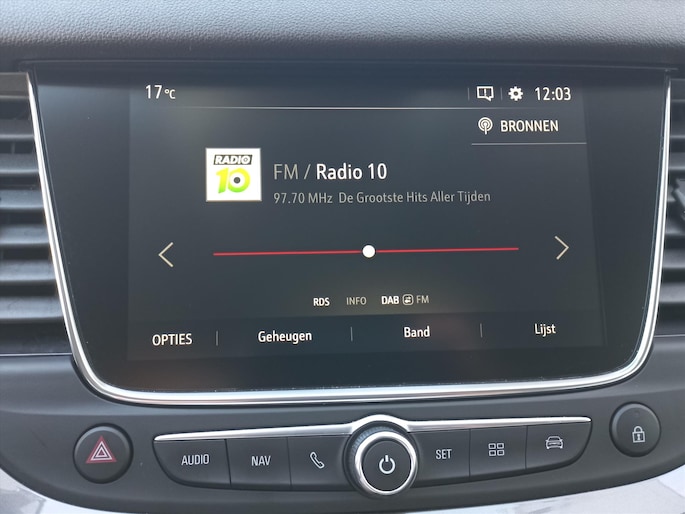 17°C
12:03
BRONNEN
RADIO
10
FM / Radio 10
97.70 MHz De Grootste Hits Aller Tijden
RDS INFO DAB FM
OPTIES Geheugen Band Lijst
AUDIO NAV SET